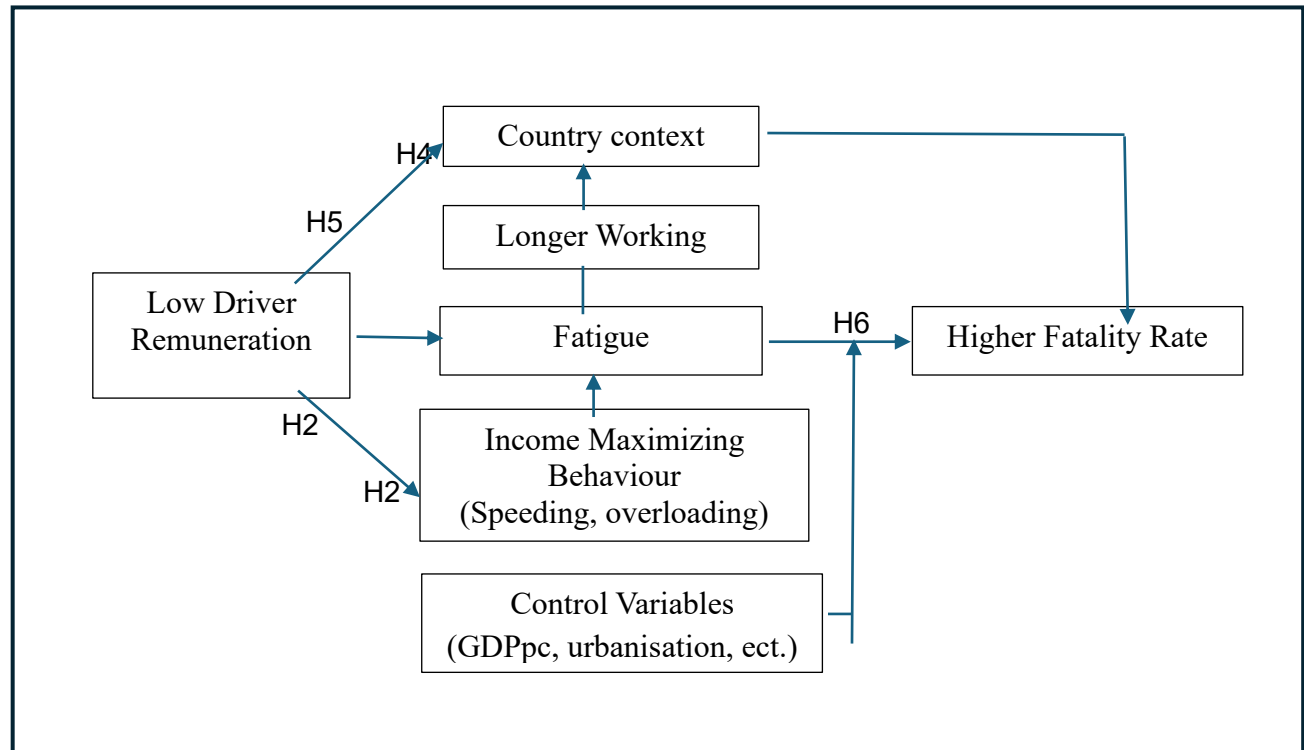 Country context
H4
H5
Longer Working
Low Driver
Remuneration
Fatigue
H6
Higher Fatality Rate
H2
Income Maximizing
Behaviour
H2
(Speeding, overloading)
Control Variables
(GDPpc, urbanisation, ect.)